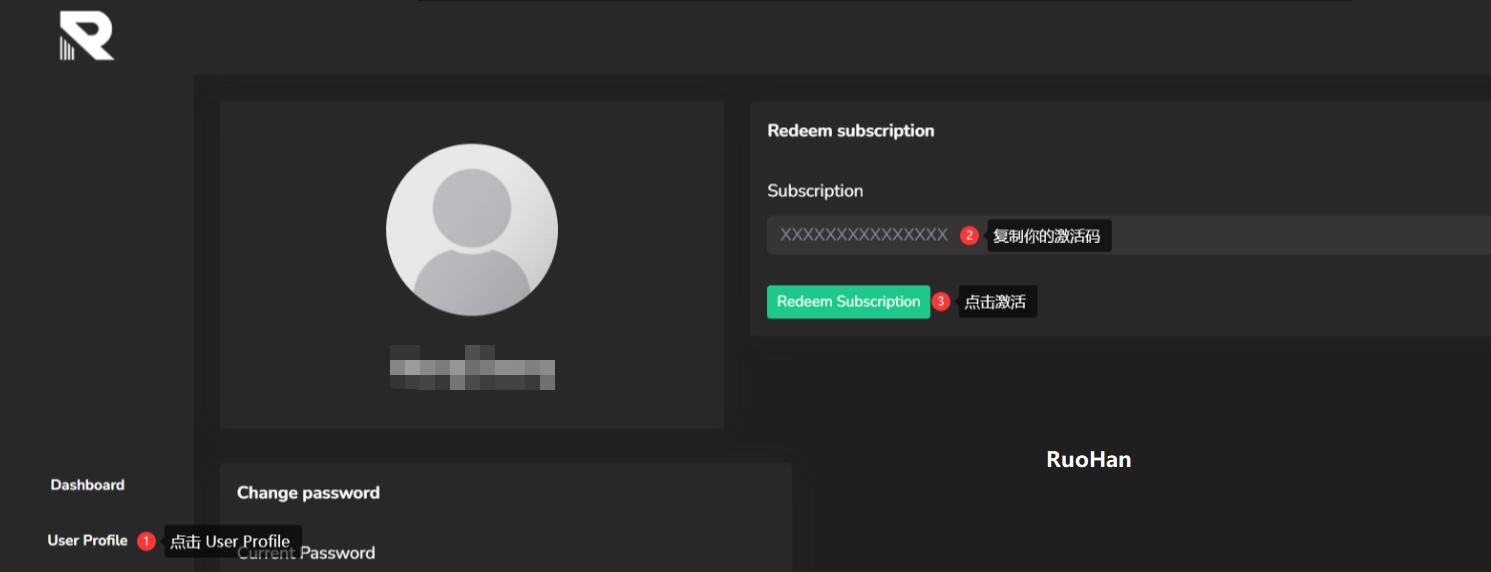 Redeem subscription
Subscription
XXXXXXXXXXXXXXX 2 复制你的激活码
Redeem Subscription 3 点击激活
RuoHan
Dashboard
Change password
User Profile 1 点击 User Profile
Current Password